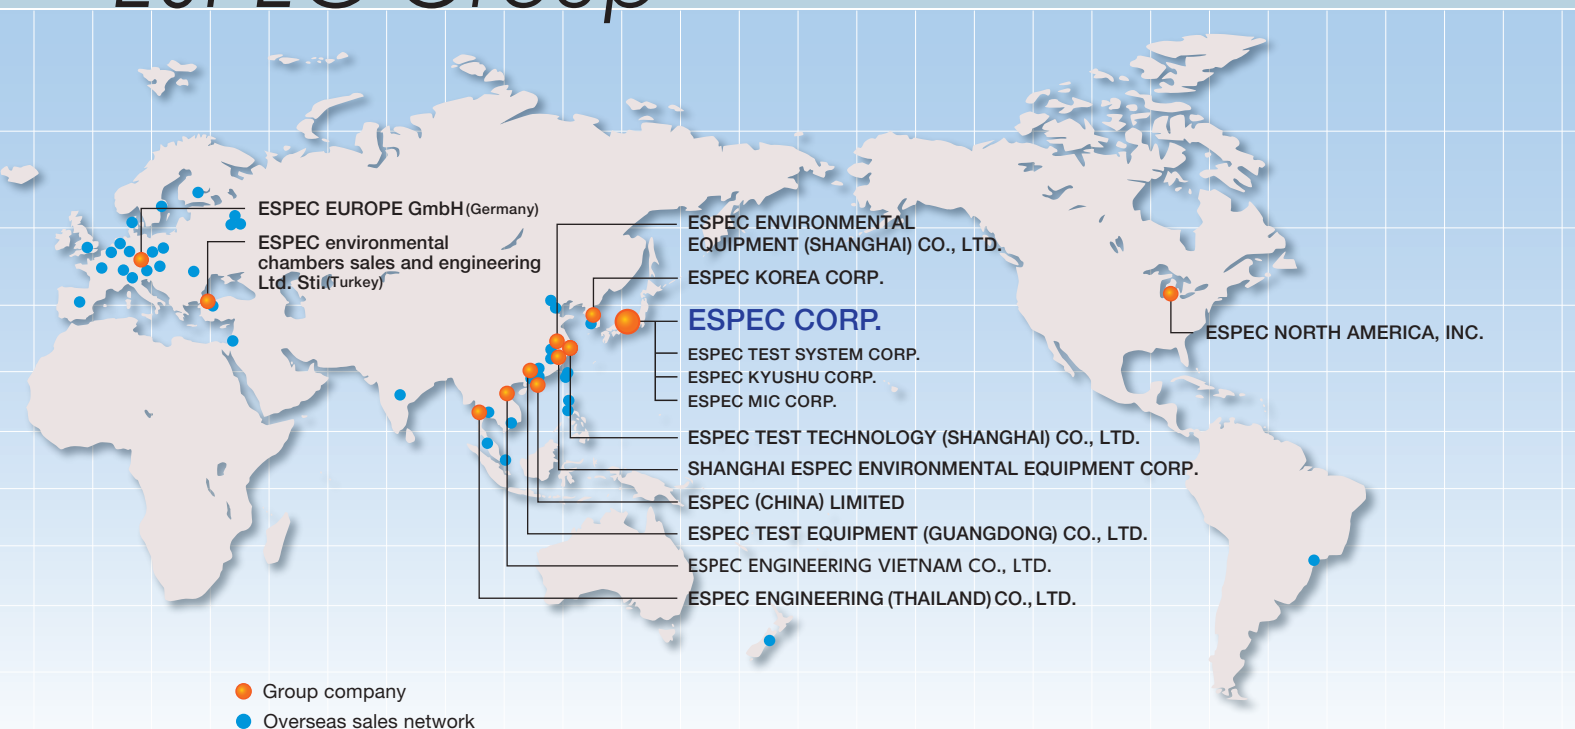 ESPEC Group
ESPEC EUROPE GmbH (Germany)
ESPEC environmental
chambers sales and engineering
Ltd. Sti.(Turkey)
ESPEC ENVIRONMENTAL
EQUIPMENT (SHANGHAI) CO., LTD.
ESPEC KOREA CORP.
ESPEC CORP.
ESPEC TEST SYSTEM CORP.
ESPEC KYUSHU CORP.
ESPEC MIC CORP.
ESPEC TEST TECHNOLOGY (SHANGHAI) CO., LTD.
SHANGHAI ESPEC ENVIRONMENTAL EQUIPMENT CORP.
ESPEC (CHINA) LIMITED
ESPEC TEST EQUIPMENT (GUANGDONG) CO., LTD.
ESPEC ENGINEERING VIETNAM CO., LTD.
ESPEC ENGINEERING (THAILAND) CO., LTD.
ESPEC NORTH AMERICA, INC.
Group company
Overseas sales network